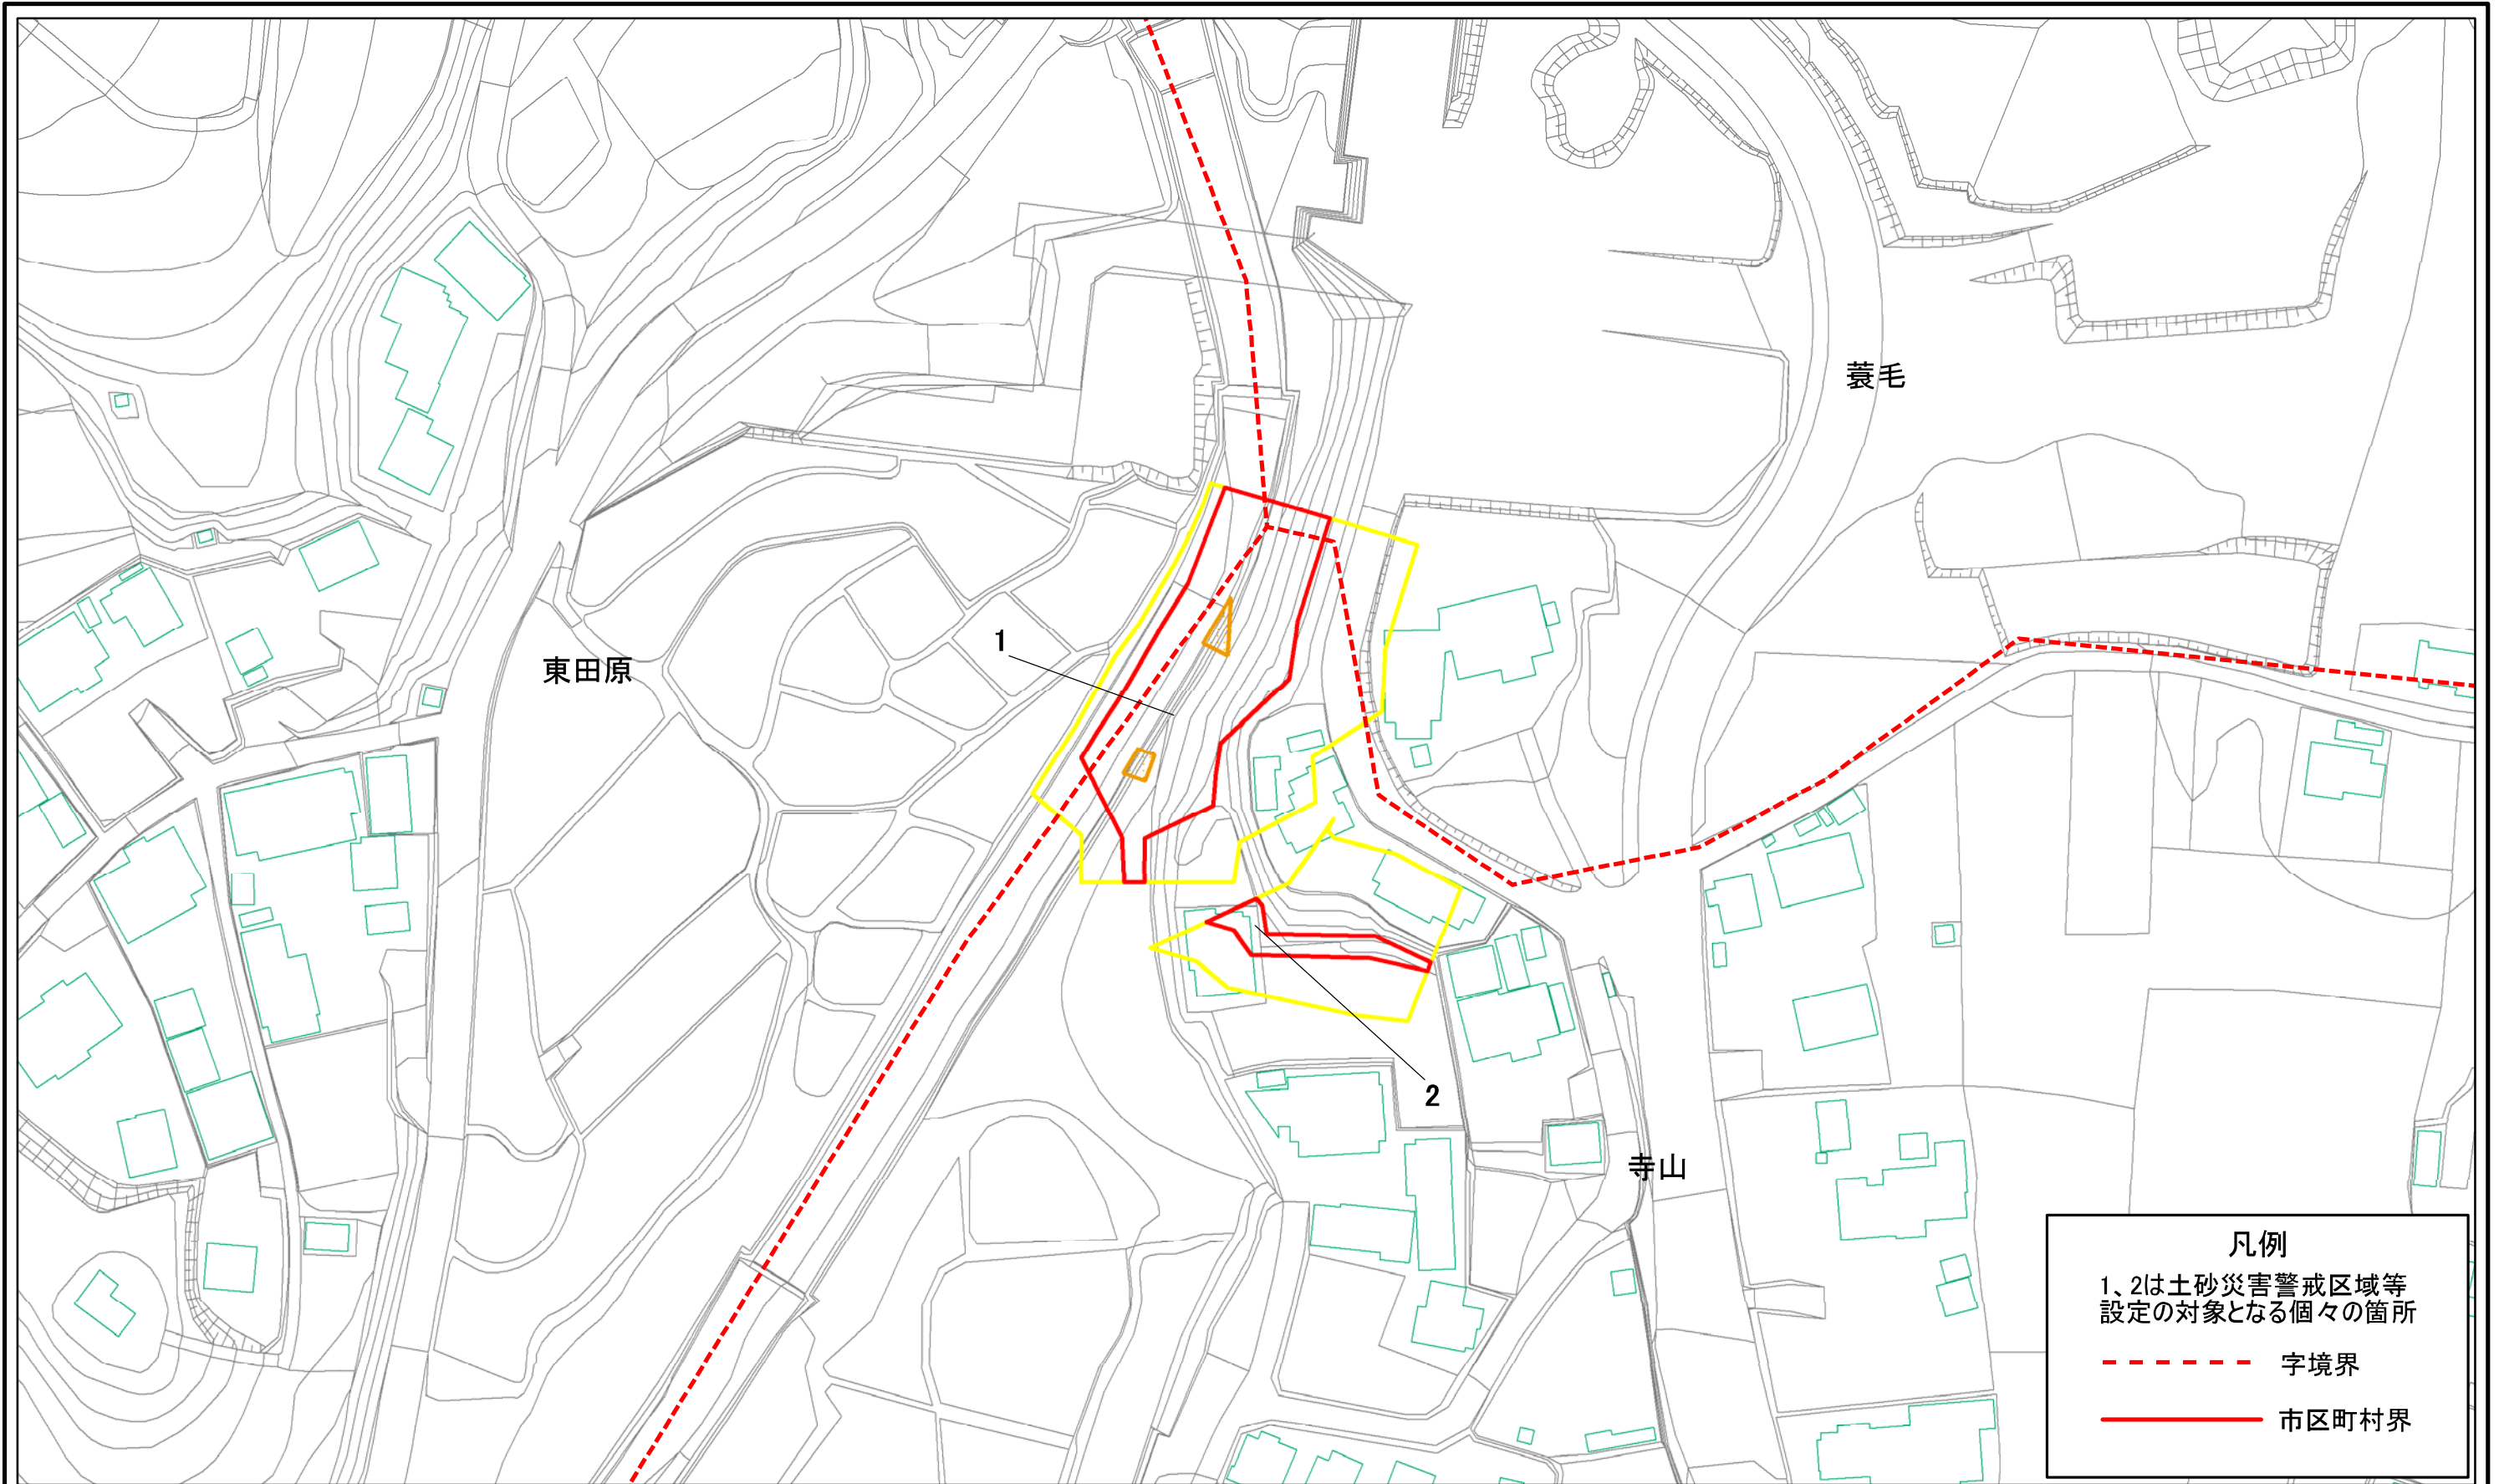 蓑毛
1
東田原
2
寺山
凡例
1、2は土砂災害警戒区域等
設定の対象となる個々の箇所
字境界
市区町村界